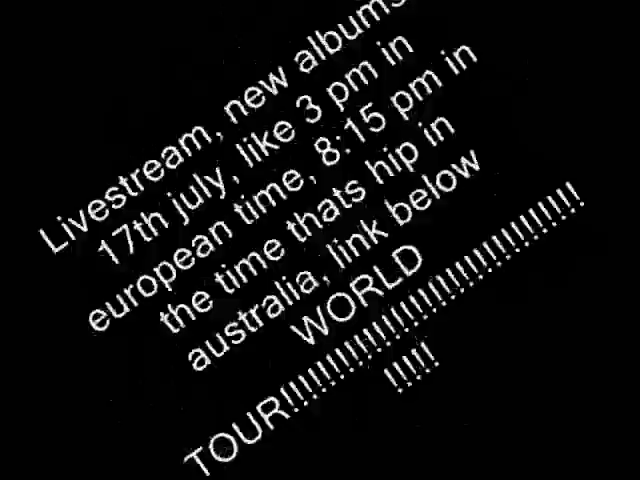 Livestream, new albums
17th july, like 3 pm in
european time, 8:15 pm in
the time thats hip in
australia, link below
WORLD
TOUR!!!!!!!!!!!!!!!!!!!!!!!!!!!!!!!!!
!!!!!